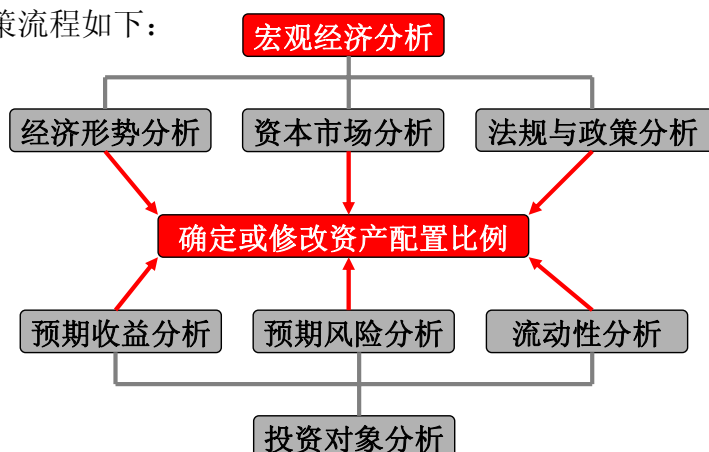 策流程如下：
宏观经济分析
经济形势分析 资本市场分析 法规与政策分析
确定或修改资产配置比例
预期收益分析 预期风险分析 流动性分析
投资对象分析